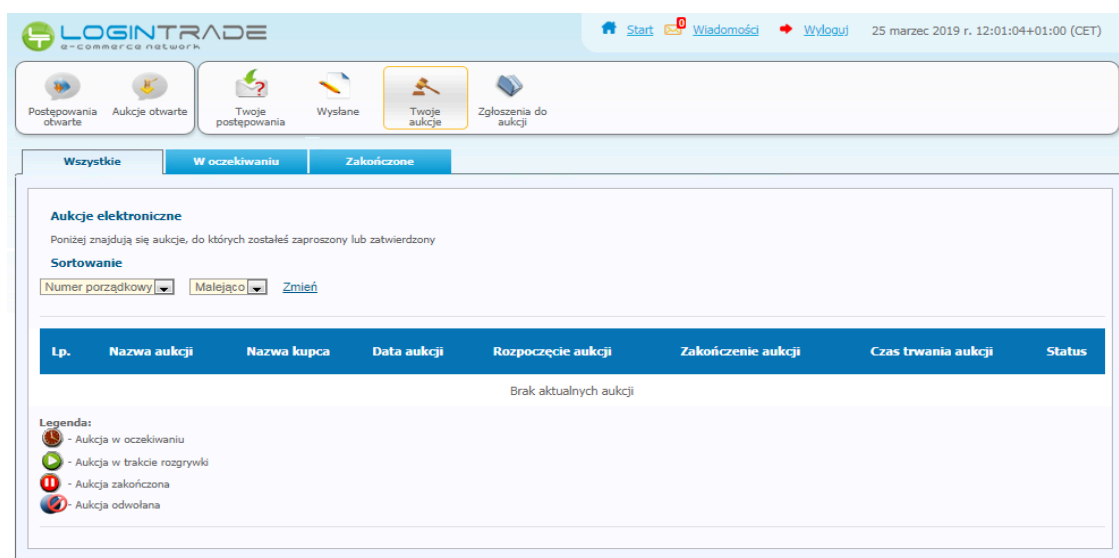 LOGINTRADE
e-commerce network
Start 0 Wiadomości Wyloguj 25 marzec 2019 r. 12:01:04+01:00 (CET)
Postępowania otwarte
Aukcje otwarte
Twoje postępowania
Wysłane
Twoje aukcje
Zgłoszenia do aukcji
Wszystkie W oczekiwaniu Zakończone
Aukcje elektroniczne
Poniżej znajdują się aukcje, do których zostałeś zaproszony lub zatwierdzony
Sortowanie
Numer porządkowy Malejąco Zmień
Lp. Nazwa aukcji Nazwa kupca Data aukcji Rozpoczęcie aukcji Zakończenie aukcji Czas trwania aukcji Status
Brak aktualnych aukcji
Legenda:
- Aukcja w oczekiwaniu
- Aukcja w trakcie rozgrywki
- Aukcja zakończona
- Aukcja odwołana